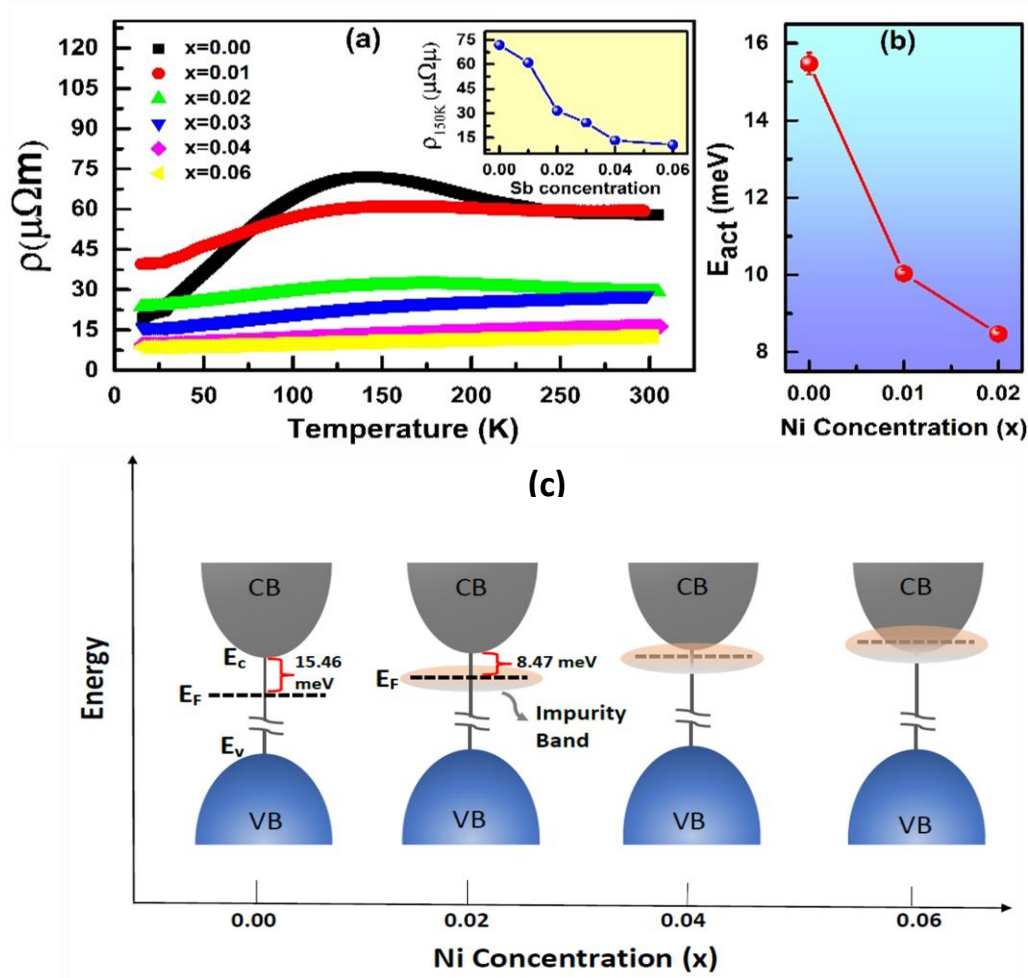 (a)
ρ(μΩm)
120
105
90
75
60
45
30
15
0
x=0.00
x=0.01
x=0.02
x=0.03
x=0.04
x=0.06
ρ150K (μΩμ)
75
60
45
30
15
0.00 0.02 0.04 0.06
Sb concentration
0 50 100 150 200 250 300
Temperature (K)
(b)
Eact (meV)
16
14
12
10
8
0.00 0.01 0.02
Ni Concentration (x)
(c)
Energy
CB CB CB CB
Ec 15.46 meV
EF
Ev
8.47 meV
EF
Impurity
Band
VB VB VB VB
0.00 0.02 0.04 0.06
Ni Concentration (x)